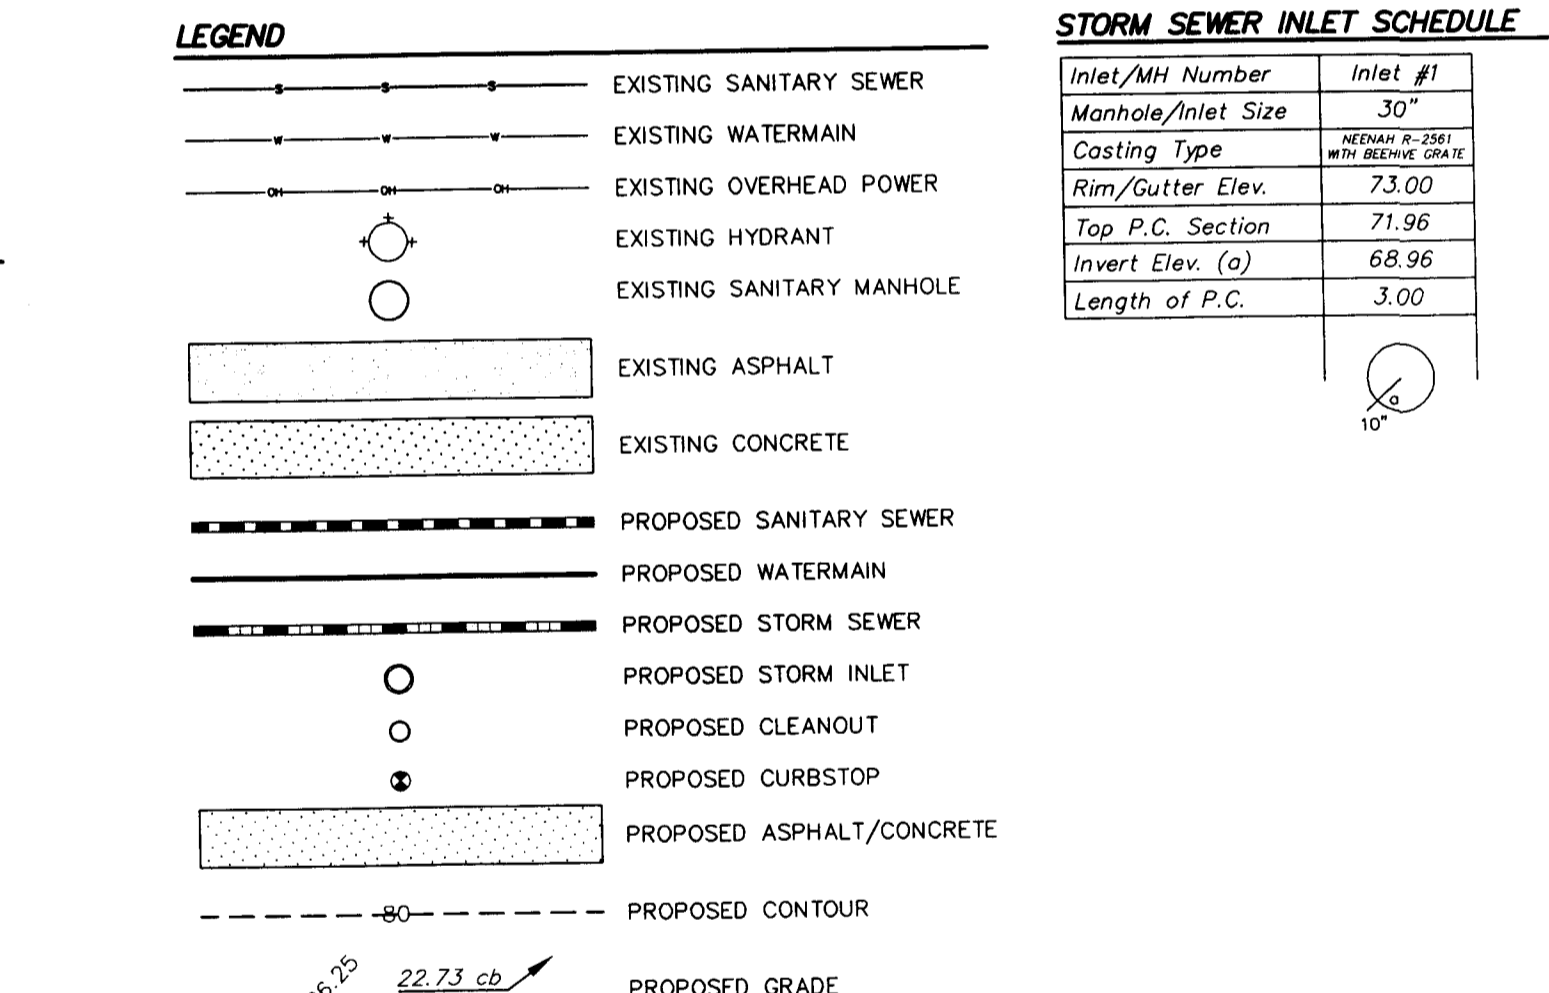 LEGEND
S S S EXISTING SANITARY SEWER
W W W EXISTING WATERMAIN
OH OH OH EXISTING OVERHEAD POWER
EXISTING HYDRANT
EXISTING SANITARY MANHOLE
EXISTING ASPHALT
EXISTING CONCRETE
PROPOSED SANITARY SEWER
PROPOSED WATERMAIN
PROPOSED STORM SEWER
PROPOSED STORM INLET
PROPOSED CLEANOUT
PROPOSED CURBSTOP
PROPOSED ASPHALT/CONCRETE
80 PROPOSED CONTOUR
22.73 cb PROPOSED GRADE
STORM SEWER INLET SCHEDULE
Inlet/MH Number Inlet #1
Manhole/Inlet Size 30"
Casting Type NEENAH R-2561
WITH BEEHIVE GRATE
Rim/Gutter Elev. 73.00
Top P.C. Section 71.96
Invert Elev. (a) 68.96
Length of P.C. 3.00
a
10"